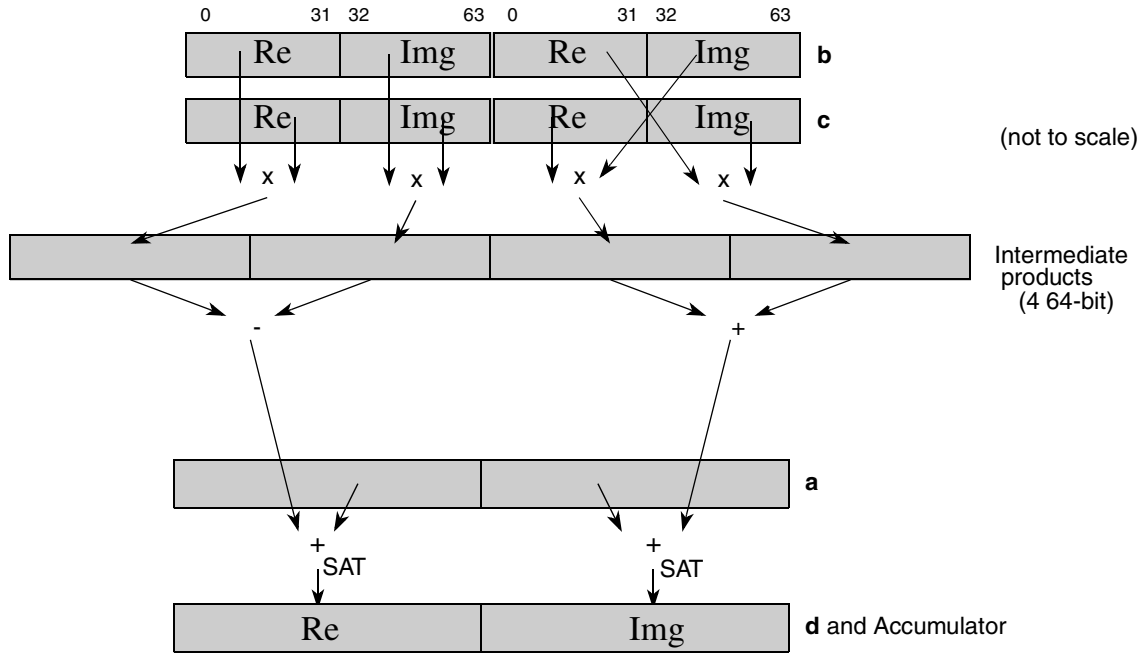 0 31 32 63 0 31 32 63
Re Img Re Img b
Re Img Re Img c
(not to scale)
x x x x
Intermediate
products
(4 64-bit)
- +
a
+ +
SAT SAT
Re Img d and Accumulator